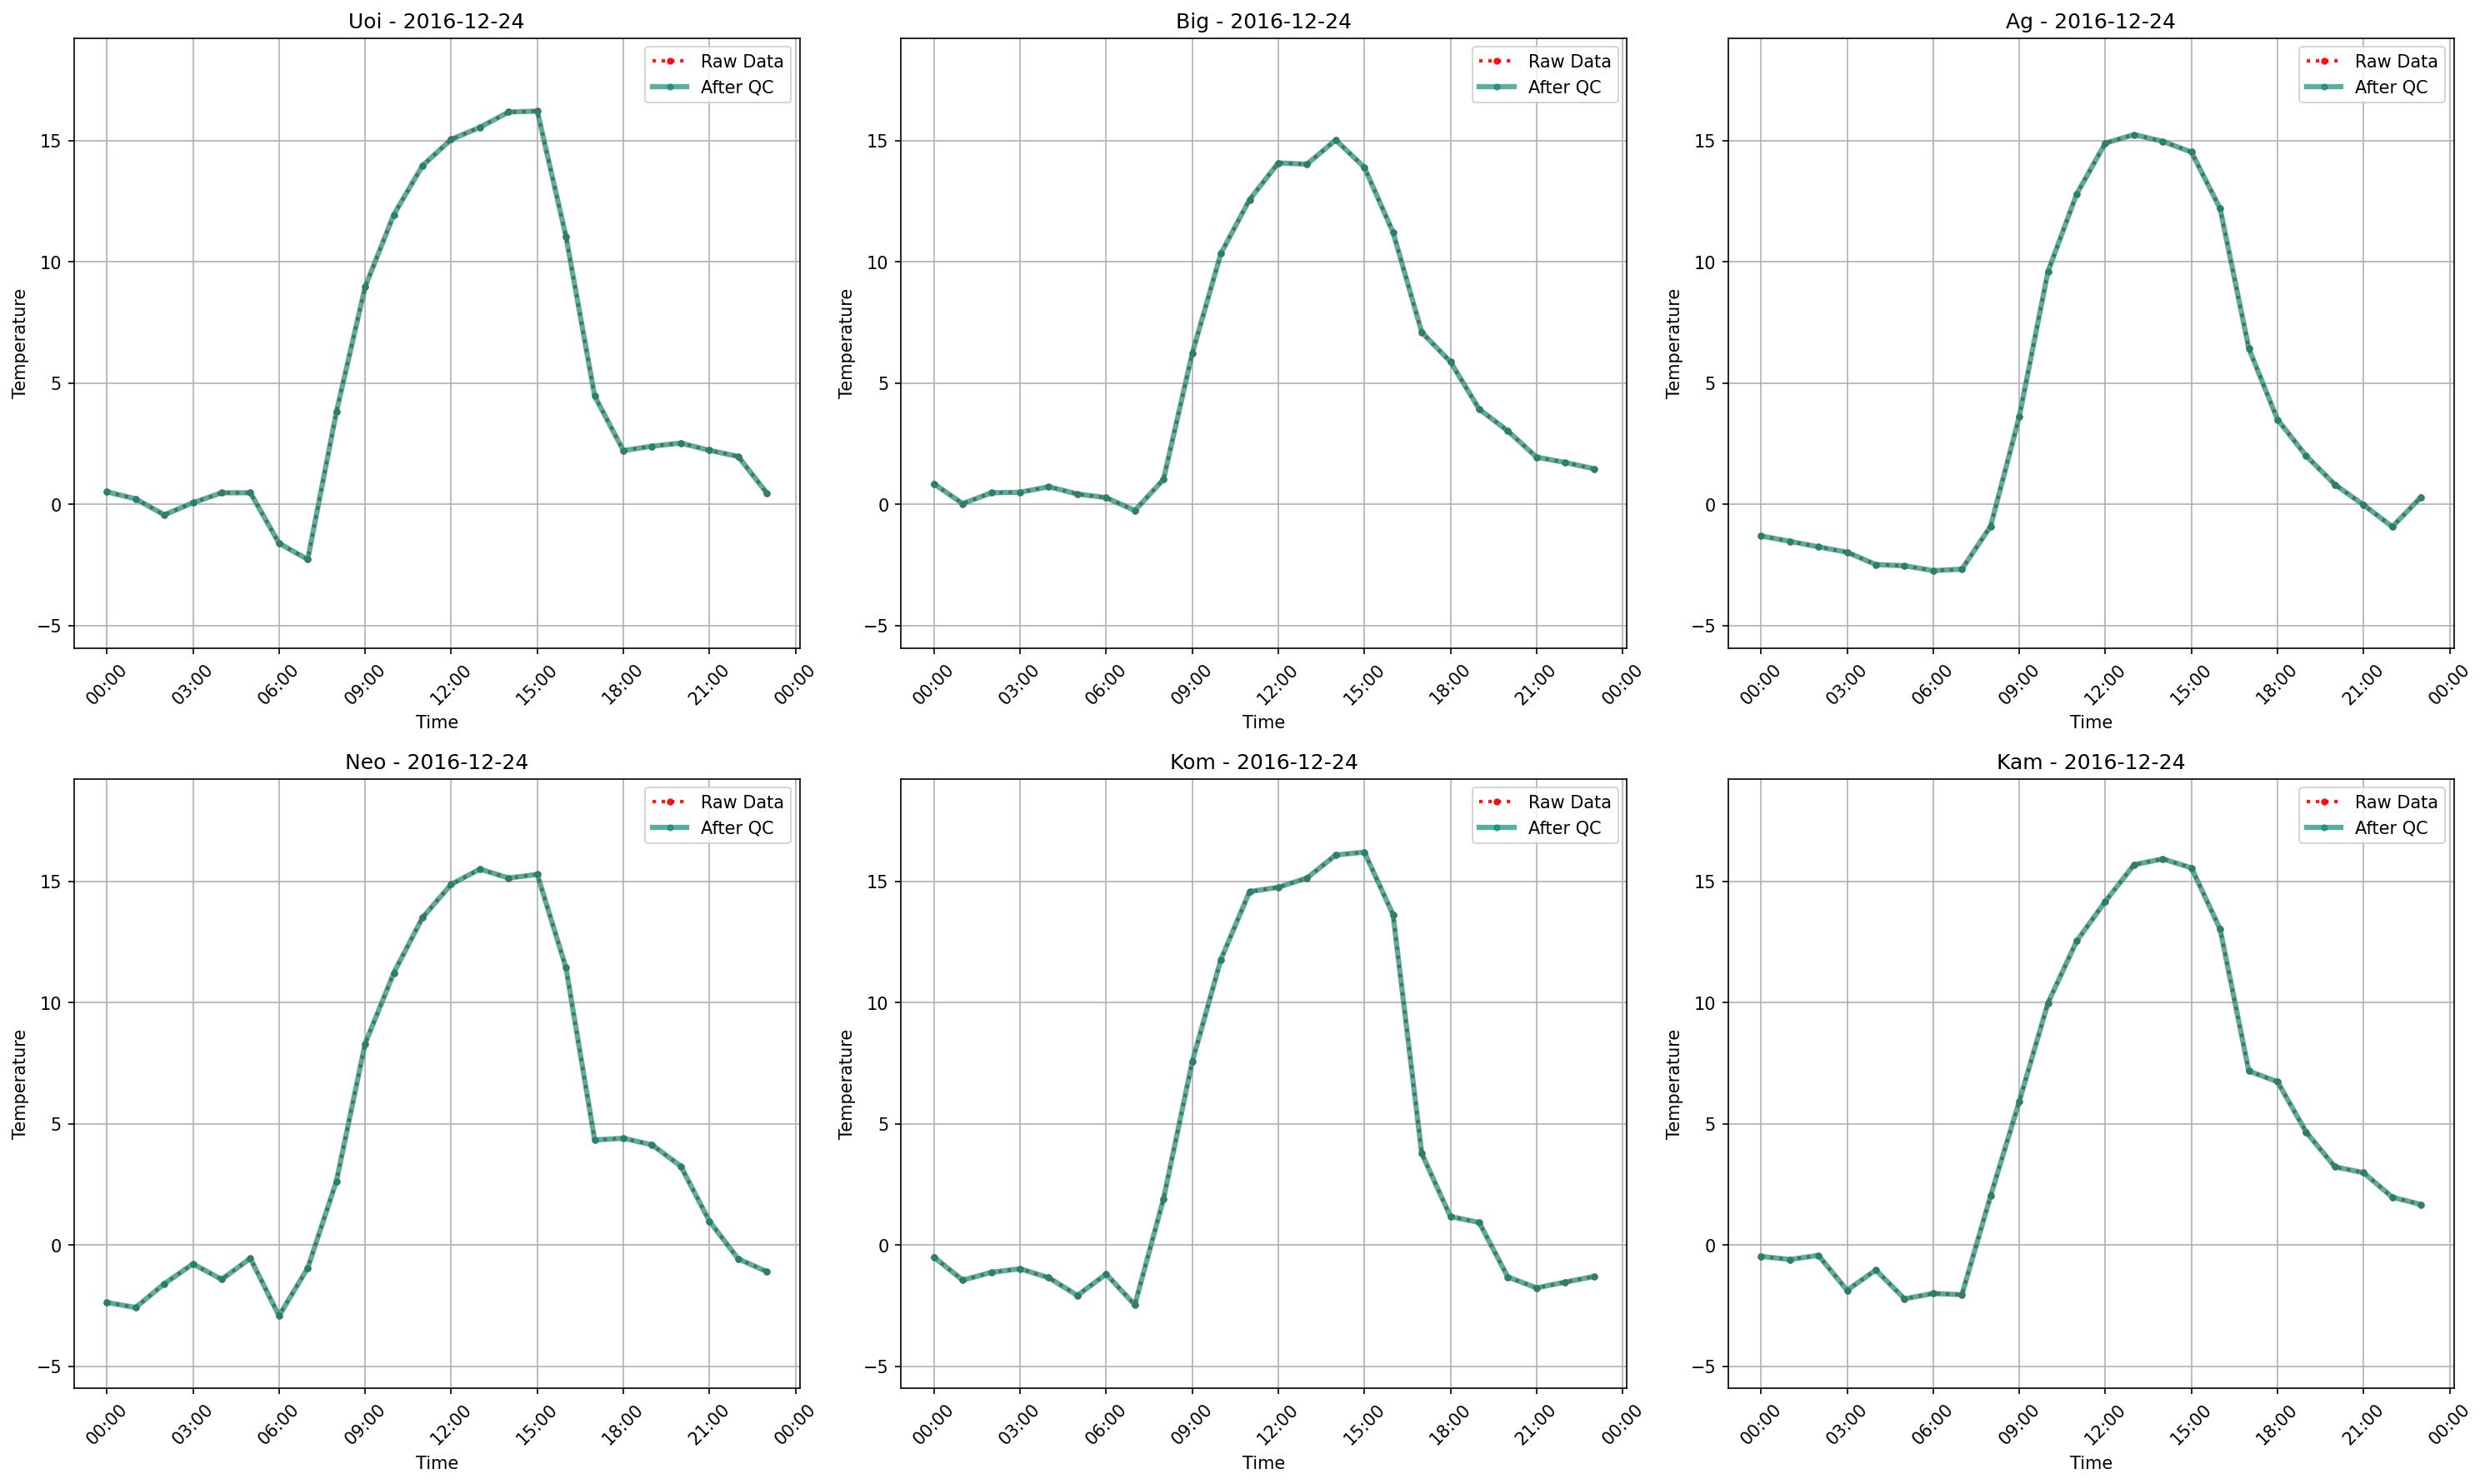 Uoi - 2016-12-24
Raw Data
After QC
Temperature
15
10
5
0
−5
00:00
03:00
06:00
09:00
12:00
15:00
18:00
21:00
00:00
Time
Big - 2016-12-24
Raw Data
After QC
Temperature
15
10
5
0
−5
00:00
03:00
06:00
09:00
12:00
15:00
18:00
21:00
00:00
Time
Ag - 2016-12-24
Raw Data
After QC
Temperature
15
10
5
0
−5
00:00
03:00
06:00
09:00
12:00
15:00
18:00
21:00
00:00
Time
Neo - 2016-12-24
Raw Data
After QC
Temperature
15
10
5
0
−5
00:00
03:00
06:00
09:00
12:00
15:00
18:00
21:00
00:00
Time
Kom - 2016-12-24
Raw Data
After QC
Temperature
15
10
5
0
−5
00:00
03:00
06:00
09:00
12:00
15:00
18:00
21:00
00:00
Time
Kam - 2016-12-24
Raw Data
After QC
Temperature
15
10
5
0
−5
00:00
03:00
06:00
09:00
12:00
15:00
18:00
21:00
00:00
Time